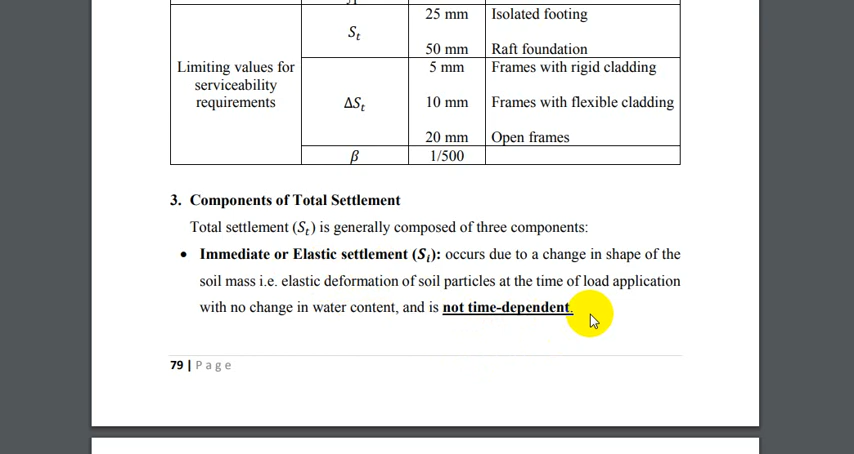 25 mm Isolated footing
Sₜ
50 mm Raft foundation
Limiting values for serviceability requirements
5 mm Frames with rigid cladding
ΔSₜ 10 mm Frames with flexible cladding
20 mm Open frames
β 1/500
3. Components of Total Settlement
Total settlement (Sₜ) is generally composed of three components:
• Immediate or Elastic settlement (Sᵢ): occurs due to a change in shape of the
soil mass i.e. elastic deformation of soil particles at the time of load application
with no change in water content, and is not time-dependent.
79 | Page